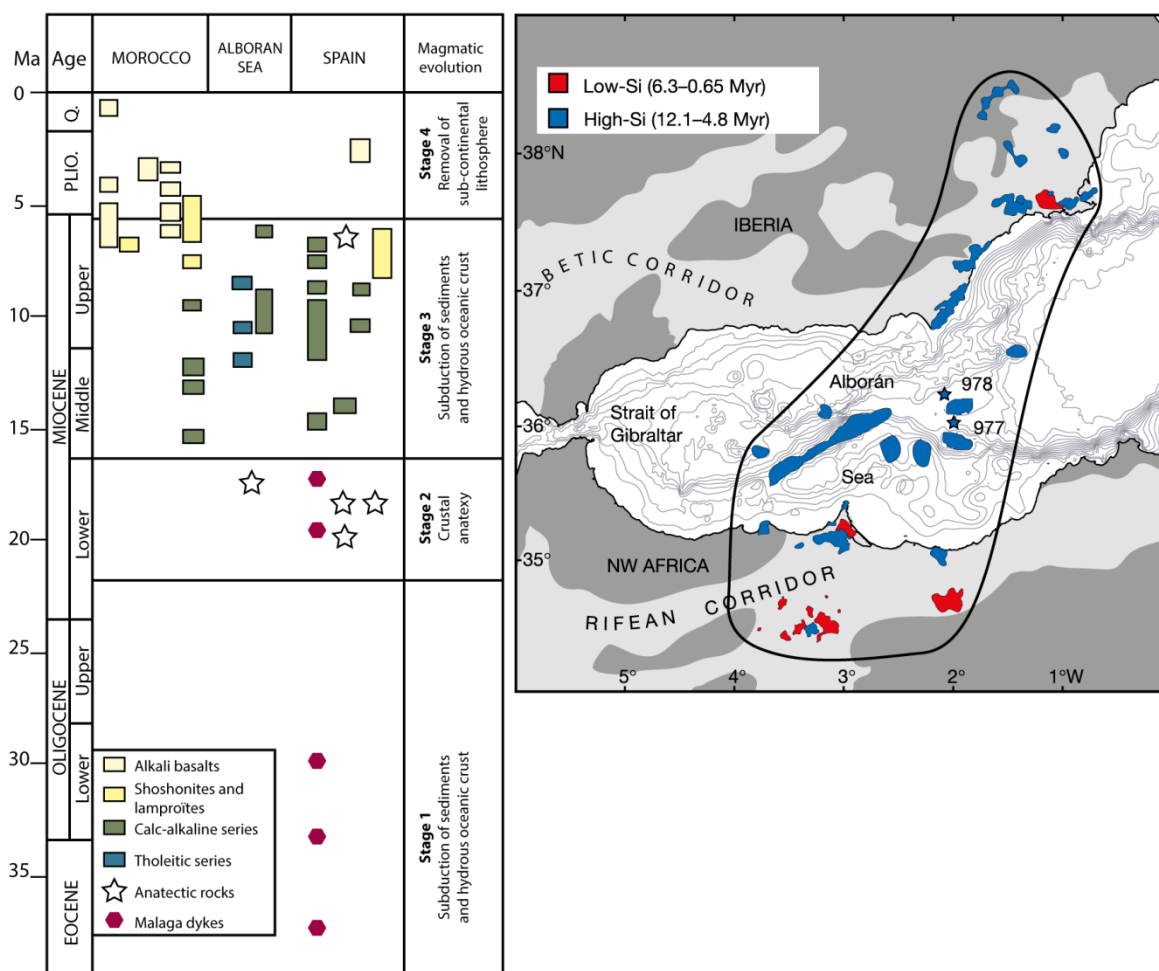 Ma
Age
MOROCCO
ALBORAN
SEA
SPAIN
Magmatic
evolution
0
5
10
15
20
25
30
35
Q.
PLIO.
MIOCENE
Upper
Middle
Lower
OLIGOCENE
Upper
Lower
EOCENE
Stage 4
Removal of
sub-continental
lithosphere
Stage 3
Subduction of sediments
and hydrous oceanic crust
Stage 2
Crustal
anatexy
Stage 1
Subduction of sediments
and hydrous oceanic crust
Alkali basalts
Shoshonites and
lamproïtes
Calc-alkaline series
Tholeitic series
Anatectic rocks
Malaga dykes
Low-Si (6.3–0.65 Myr)
High-Si (12.1–4.8 Myr)
38°N
37°
36°
35°
IBERIA
BETIC CORRIDOR
Alborán
978
977
Strait of
Gibraltar
Sea
NW AFRICA
RIFEAN CORRIDOR
5°
4°
3°
2°
1°W